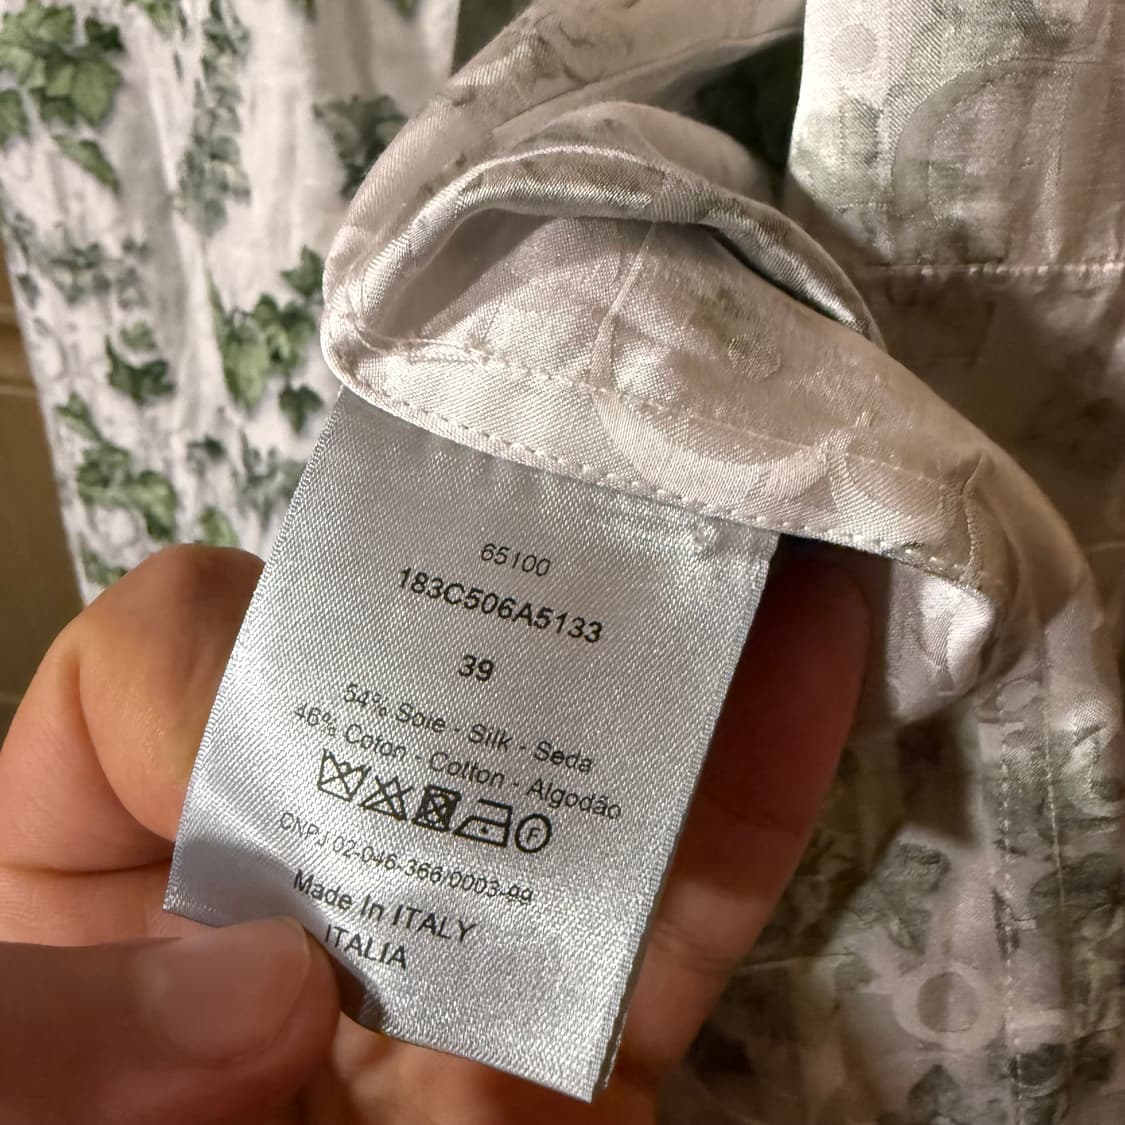 65100
183C506A5133
39
54% Soie - Silk - Seda
46% Coton - Cotton - Algodão
F
CNPJ 02-046-366/0003-99
Made In ITALY
ITALIA